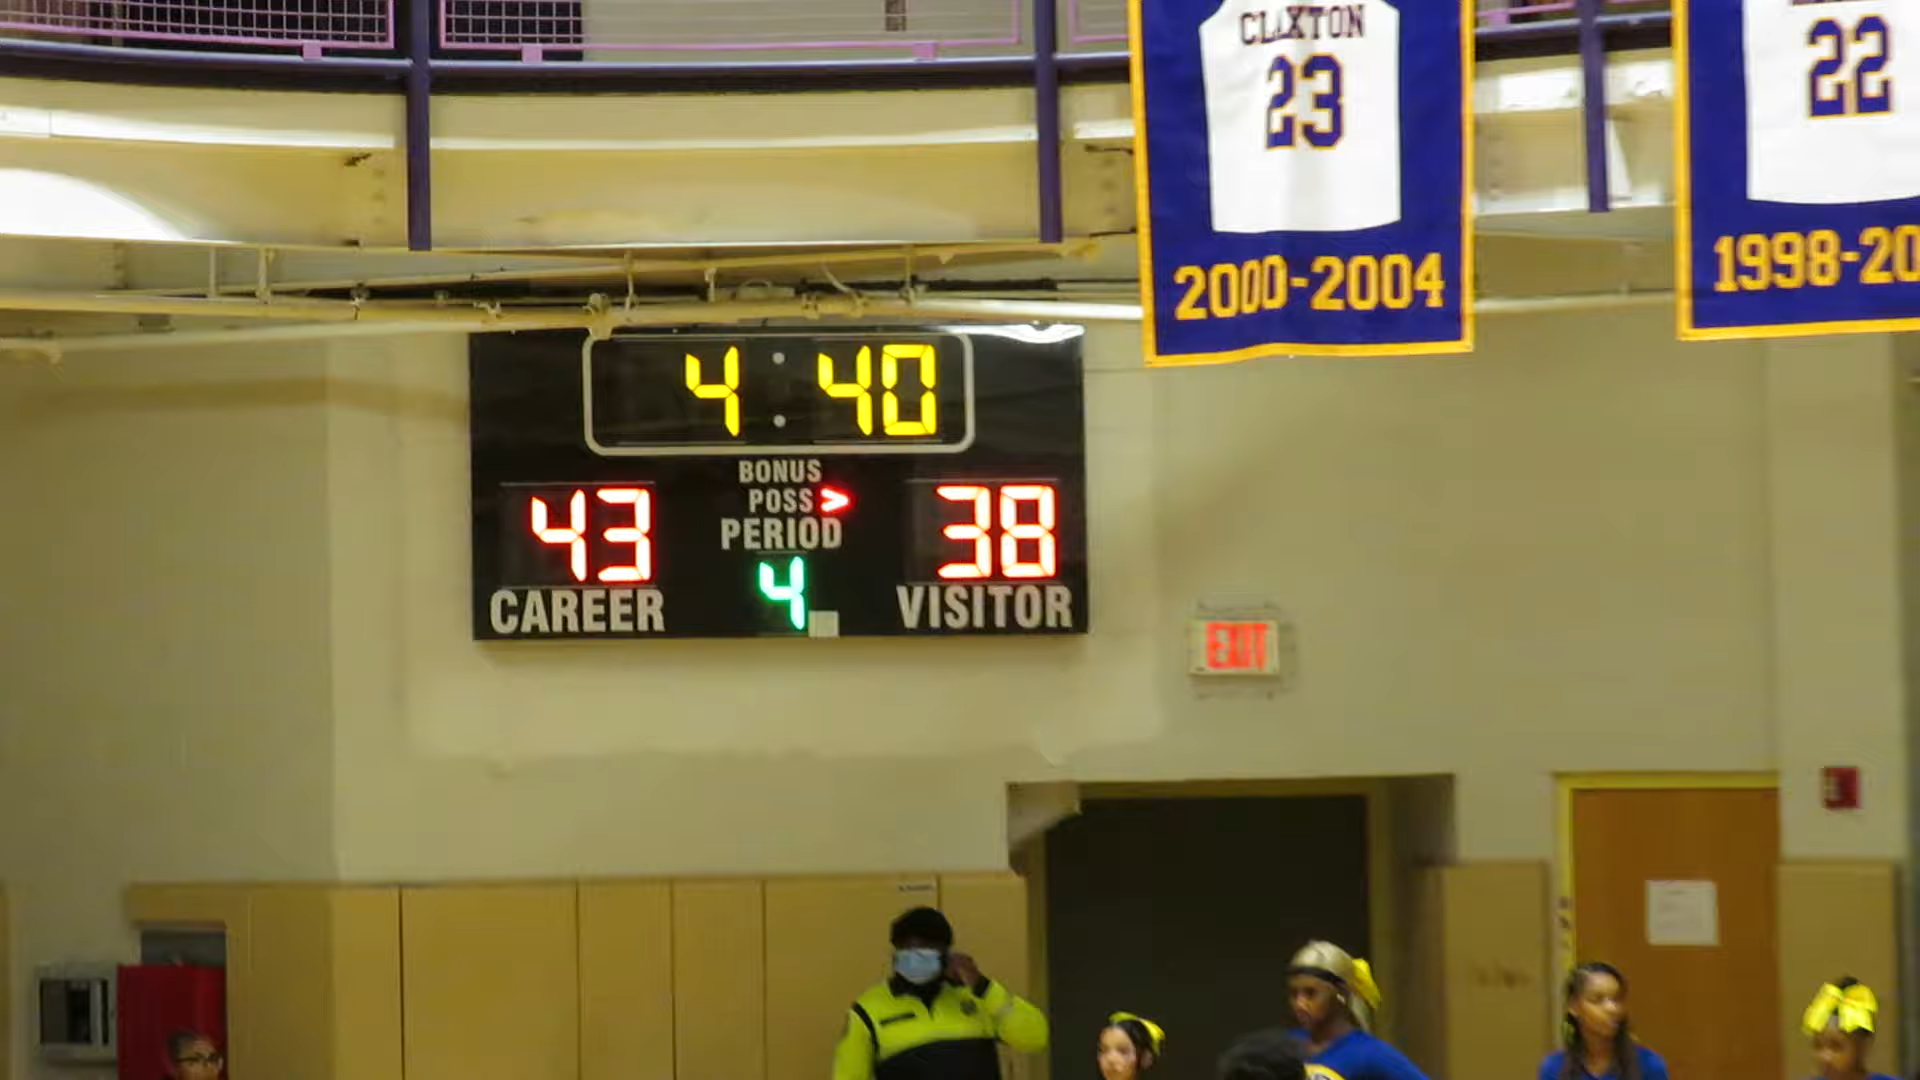 CLAXTON
23
2000-2004
22
1998-20
4:40
BONUS
POSS >
PERIOD
43
38
4
CAREER
VISITOR
EXIT